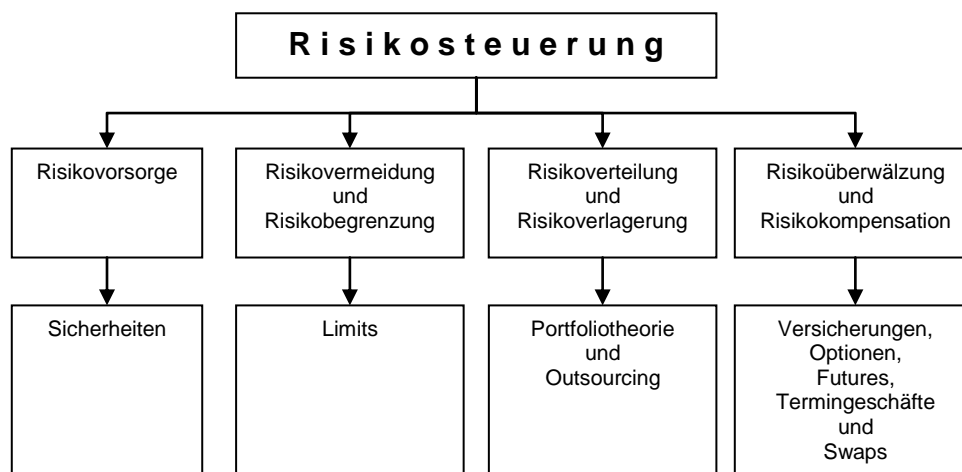 Risikosteuerung
Risikovorsorge
Risikovermeidung
und
Risikobegrenzung
Risikoverteilung
und
Risikoverlagerung
Risikoüberwälzung
und
Risikokompensation
Sicherheiten
Limits
Portfoliotheorie
und
Outsourcing
Versicherungen,
Optionen,
Futures,
Termingeschäfte
und
Swaps